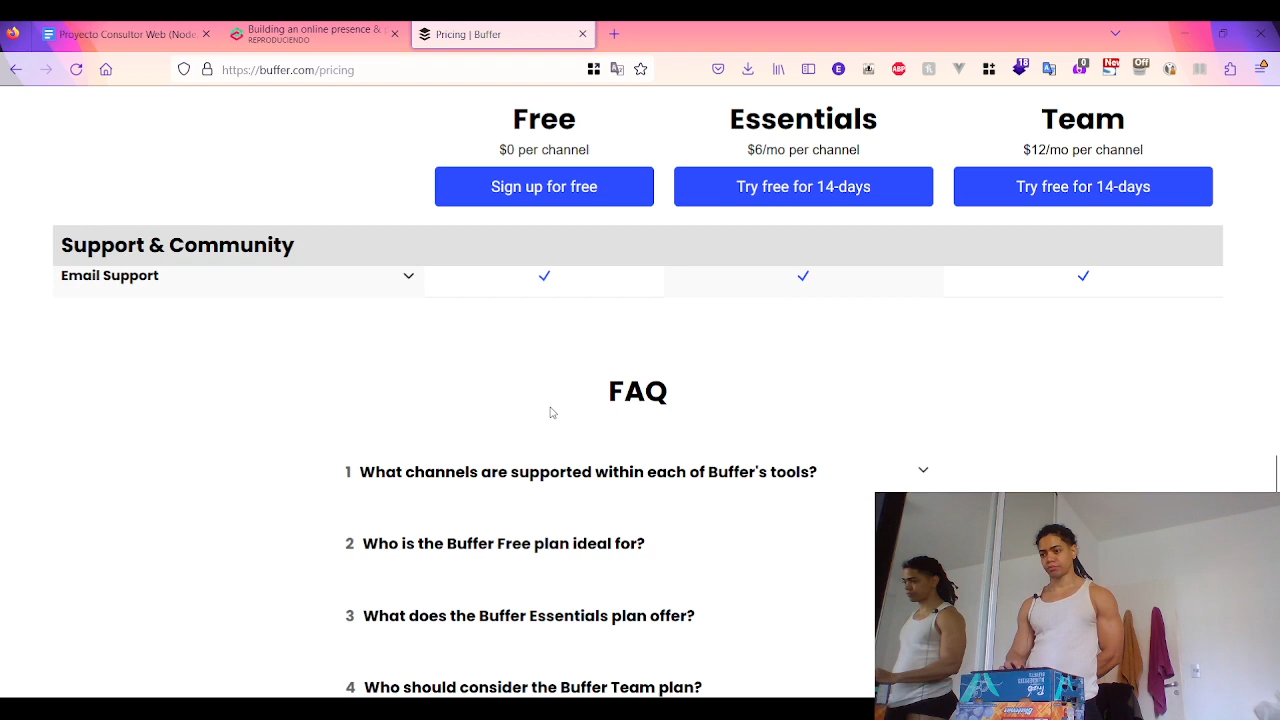 Proyecto Consultor Web (Node.
Building an online presence & p
REPRODUCIENDO
Pricing | Buffer
https://buffer.com/pricing
18
0
New
Off
Free
Essentials
Team
$0 per channel
$6/mo per channel
$12/mo per channel
Sign up for free
Try free for 14-days
Try free for 14-days
Support & Community
Email Support
FAQ
1 What channels are supported within each of Buffer's tools?
2 Who is the Buffer Free plan ideal for?
3 What does the Buffer Essentials plan offer?
4 Who should consider the Buffer Team plan?